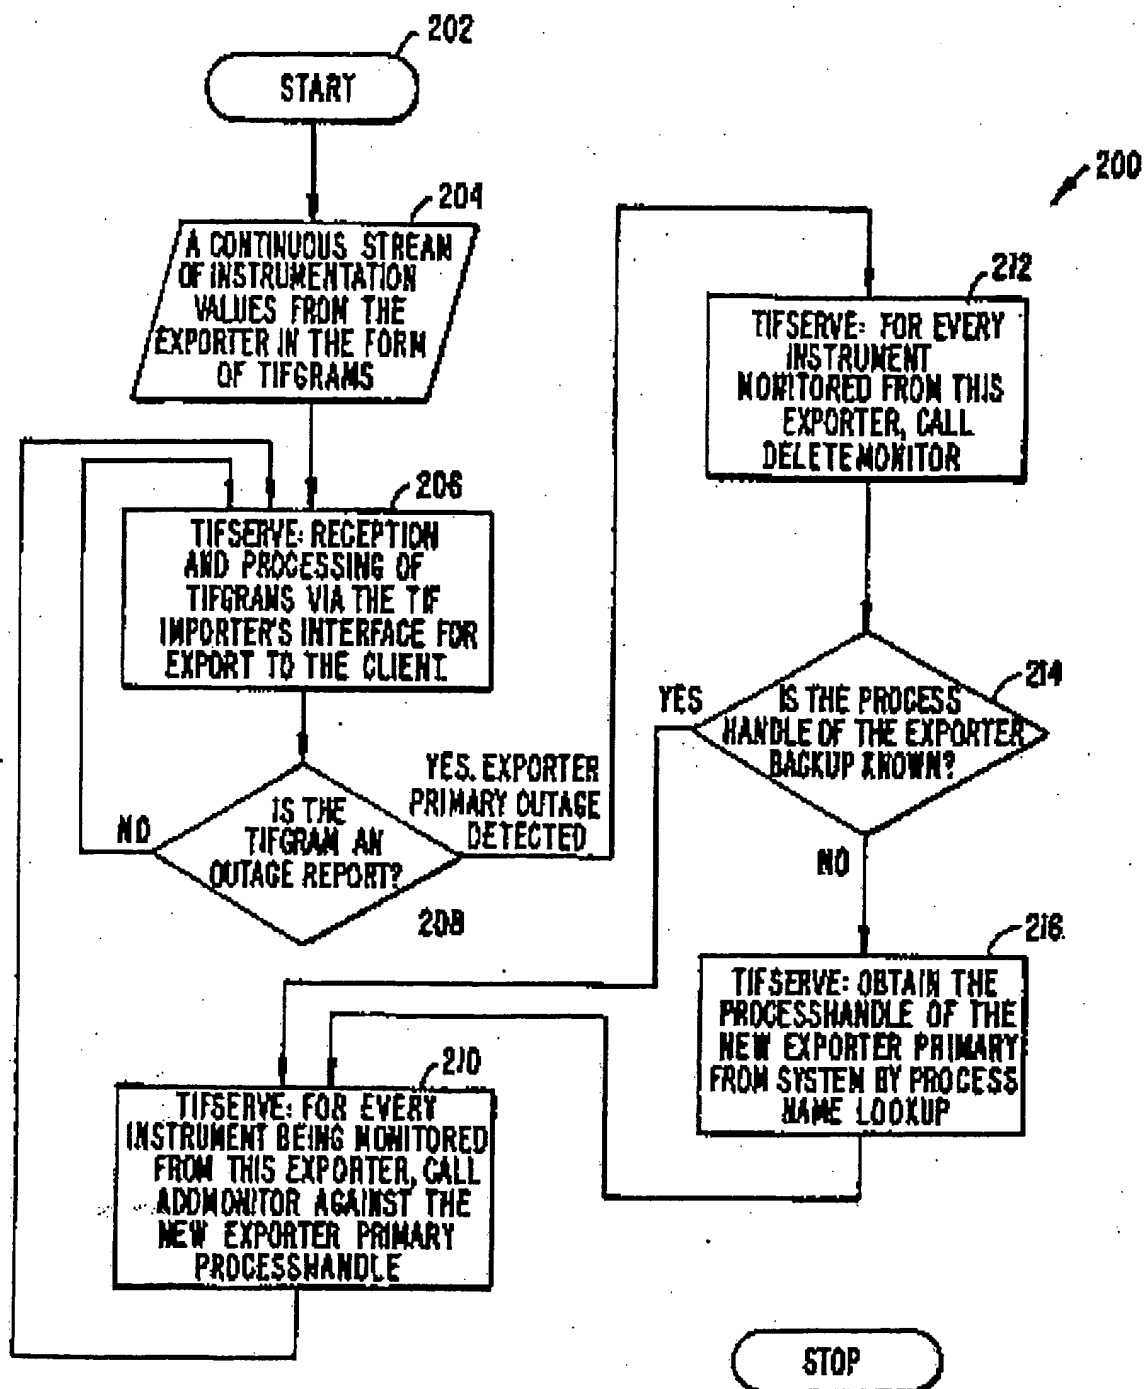 202
START
200
204
A CONTINUOUS STREAM
OF INSTRUMENTATION
VALUES FROM THE
EXPORTER IN THE FORM
OF TIFGRAMS
206
TIFSERVE: RECEPTION
AND PROCESSING OF
TIFGRAMS VIA THE TIF
IMPORTER'S INTERFACE FOR
EXPORT TO THE CLIENT.
NO
IS THE
TIFGRAM AN
OUTAGE REPORT?
208
YES. EXPORTER
PRIMARY OUTAGE
DETECTED
212
TIFSERVE: FOR EVERY
INSTRUMENT
MONITORED FROM THIS
EXPORTER, CALL
DELETEMONITOR
214
YES
IS THE PROCESS
HANDLE OF THE EXPORTER
BACKUP KNOWN?
NO
216
TIFSERVE: OBTAIN THE
PROCESSHANDLE OF THE
NEW EXPORTER PRIMARY
FROM SYSTEM BY PROCESS
NAME LOOKUP
210
TIFSERVE: FOR EVERY
INSTRUMENT BEING MONITORED
FROM THIS EXPORTER, CALL
ADDMONITOR AGAINST THE
NEW EXPORTER PRIMARY
PROCESSHANDLE
STOP